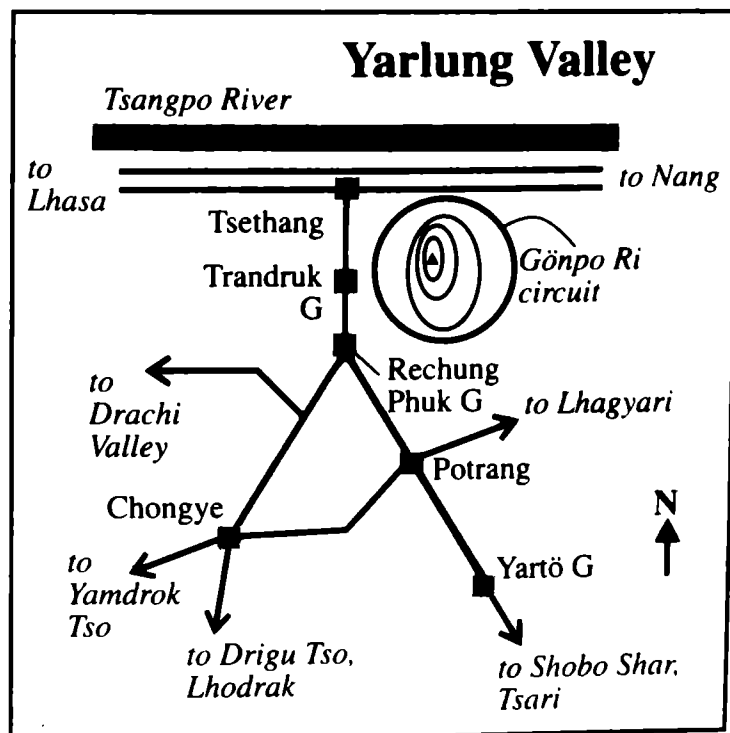 Yarlung Valley
Tsangpo River
to
Lhasa
to Nang
Tsethang
Trandruk
G
Gönpo Ri
circuit
Rechung
Phuk G
to
Drachi
Valley
to Lhagyari
Potrang
Chongye
N
to
Yamdrok
Tso
Yartö G
to Drigu Tso,
Lhodrak
to Shobo Shar,
Tsari